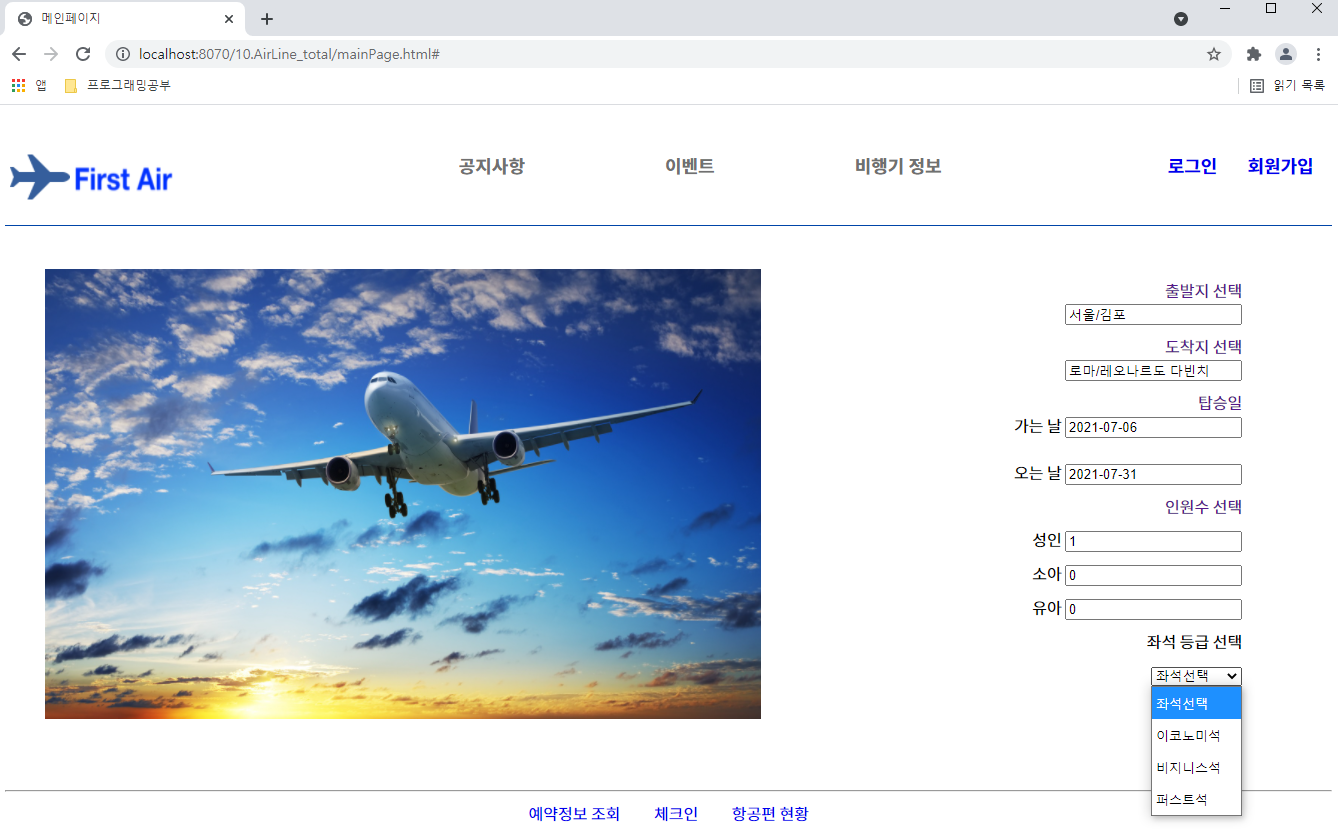 메인페이지
localhost:8070/10.AirLine_total/mainPage.html#
앱 프로그래밍공부 읽기 목록
First Air 공지사항 이벤트 비행기 정보 로그인 회원가입
출발지 선택
서울/김포
도착지 선택
로마/레오나르도 다빈치
탑승일
가는 날 2021-07-06
오는 날 2021-07-31
인원수 선택
성인 1
소아 0
유아 0
좌석 등급 선택
좌석선택
좌석선택
이코노미석
비지니스석
퍼스트석
예약정보 조회 체크인 항공편 현황